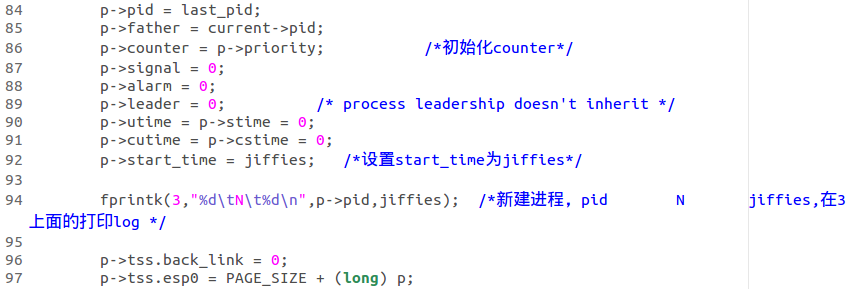 84 p->pid = last_pid;
85 p->father = current->pid;
86 p->counter = p->priority; /*初始化counter*/
87 p->signal = 0;
88 p->alarm = 0;
89 p->leader = 0; /* process leadership doesn't inherit */
90 p->utime = p->stime = 0;
91 p->cutime = p->cstime = 0;
92 p->start_time = jiffies; /*设置start_time为jiffies*/
93
94 fprintk(3,"%d\tN\t%d\n",p->pid,jiffies); /*新建进程，pid N jiffies,在3
上面的打印log */
95
96 p->tss.back_link = 0;
97 p->tss.esp0 = PAGE_SIZE + (long) p;